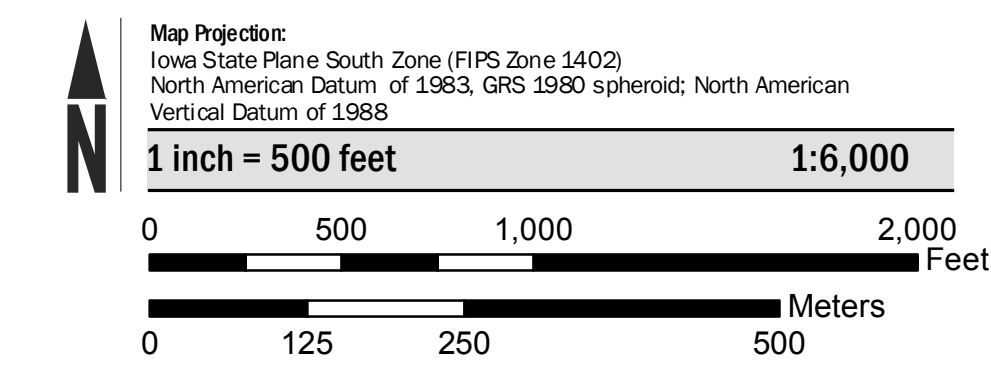 Map Projection:
Iowa State Plane South Zone (FIPS Zone 1402)
North American Datum of 1983, GRS 1980 spheroid; North American
Vertical Datum of 1988
N
1 inch = 500 feet 1:6,000
0 500 1,000 2,000
Feet
Meters
0 125 250 500